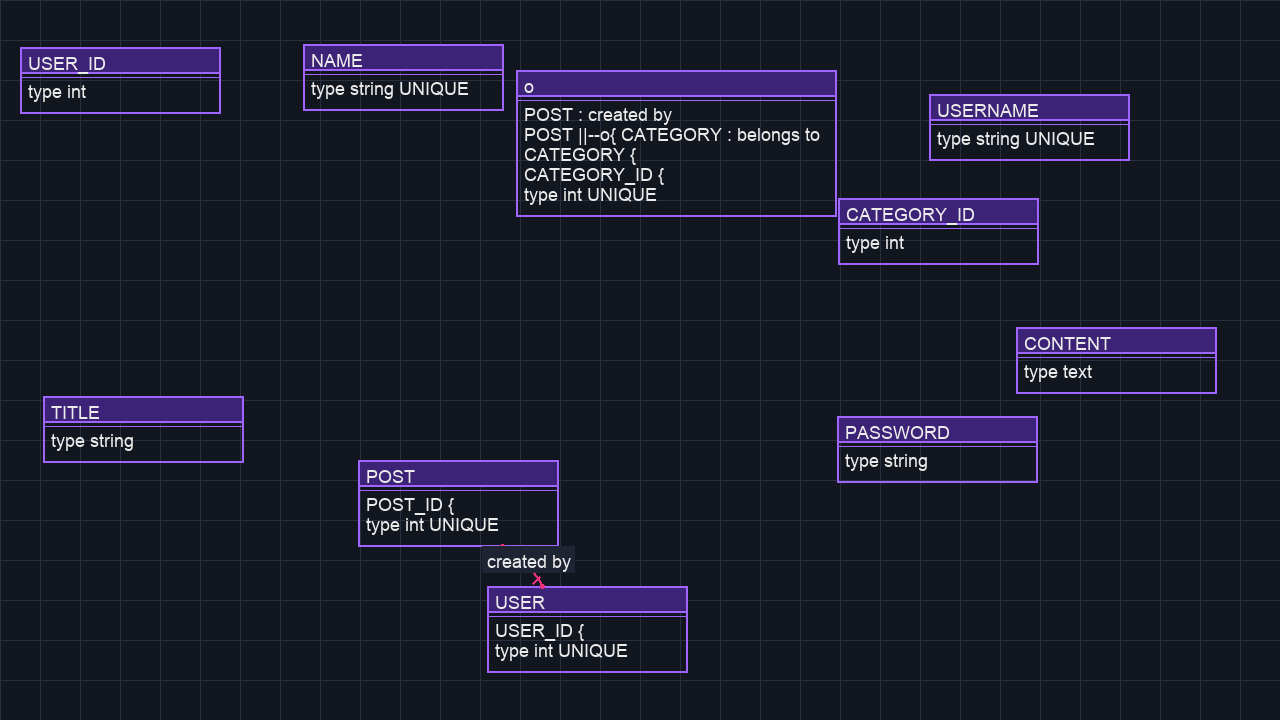 USER_ID
type int
NAME
type string UNIQUE
o
POST : created by
POST ||--o{ CATEGORY : belongs to
CATEGORY {
CATEGORY_ID {
type int UNIQUE
USERNAME
type string UNIQUE
CATEGORY_ID
type int
CONTENT
type text
TITLE
type string
PASSWORD
type string
POST
POST_ID {
type int UNIQUE
created by
USER
USER_ID {
type int UNIQUE